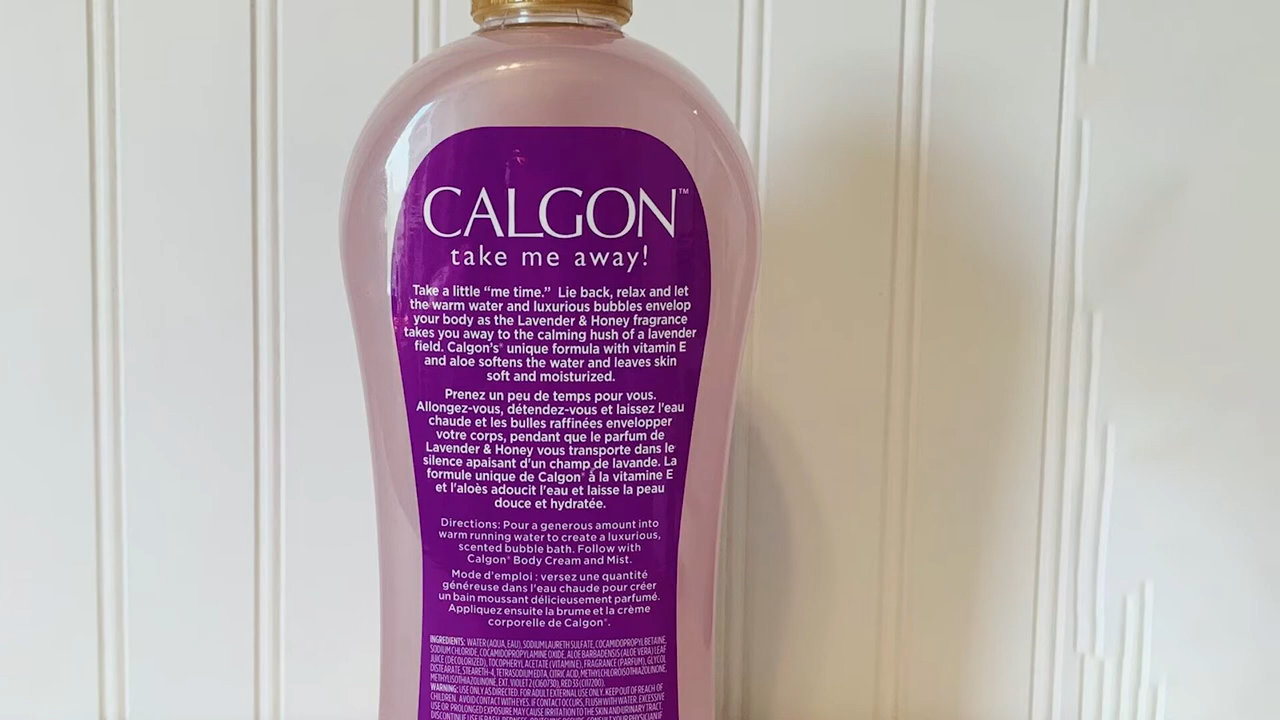 CALGON™
take me away!
Take a little “me time.” Lie back, relax and let
the warm water and luxurious bubbles envelop
your body as the Lavender & Honey fragrance
takes you away to the calming hush of a lavender
field. Calgon's® unique formula with vitamin E
and aloe softens the water and leaves skin
soft and moisturized.
Prenez un peu de temps pour vous.
Allongez-vous, détendez-vous et laissez l'eau
chaude et les bulles raffinées envelopper
votre corps, pendant que le parfum de
Lavender & Honey vous transporte dans le
silence apaisant d'un champ de lavande. La
formule unique de Calgon® á la vitamine E
et l'aloès adoucit l'eau et laisse la peau
douce et hydratée.
Directions: Pour a generous amount into
warm running water to create a luxurious,
scented bubble bath. Follow with
Calgon® Body Cream and Mist.
Mode d'emploi : versez une quantité
généreuse dans l'eau chaude pour créer
un bain moussant délicieusement parfumé.
Appliquez ensuite la brume et la crème
corporelle de Calgon®.
INGREDIENTS: WATER (AQUA, EAU), SODIUM LAURETH SULFATE, COCAMIDOPROPYL BETAINE,
SODIUM CHLORIDE, COCAMIDOPROPYLAMINE OXIDE, ALOE BARBADENSIS (ALOE VERA) LEAF
JUICE (DECOLORIZED), TOCOPHERYL ACETATE (VITAMIN E), FRAGRANCE (PARFUM), GLYCOL
DISTEARATE, STEARETH-4, TETRASODIUM EDTA, CITRIC ACID, METHYLCHLOROISOTHIAZOLINONE,
METHYLISOTHIAZOLINONE, EXT. VIOLET 2 (CI 60730), RED 33 (CI 17200).
WARNING: USE ONLY AS DIRECTED. FOR ADULT EXTERNAL USE ONLY. KEEP OUT OF REACH OF
CHILDREN. AVOID CONTACT WITH EYES. IF CONTACT OCCURS, FLUSH WITH WATER. EXCESSIVE
USE OR PROLONGED EXPOSURE MAY CAUSE IRRITATION TO THE SKIN AND URINARY TRACT.
DISCONTINUE USE IF RASH, REDNESS, OR ITCHING OCCURS. CONSULT YOUR PHYSICIAN IF